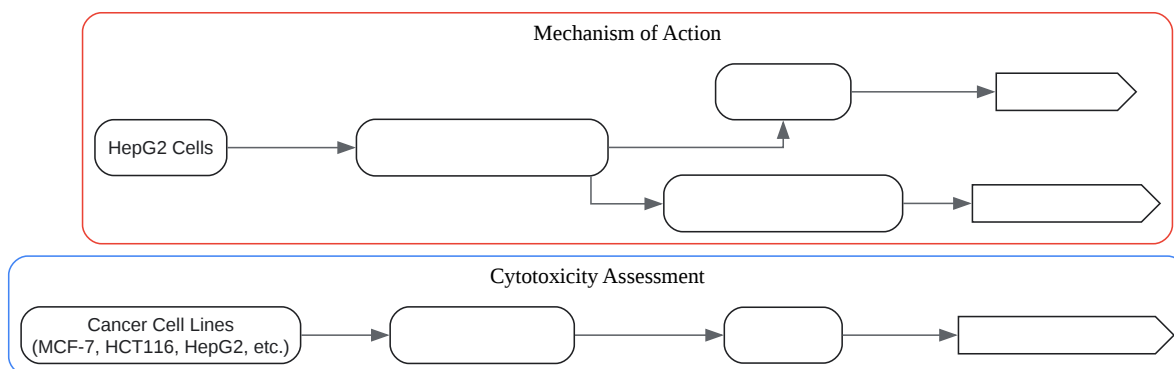 Mechanism of Action
HepG2 Cells
Cytotoxicity Assessment
Cancer Cell Lines
(MCF-7, HCT116, HepG2, etc.)